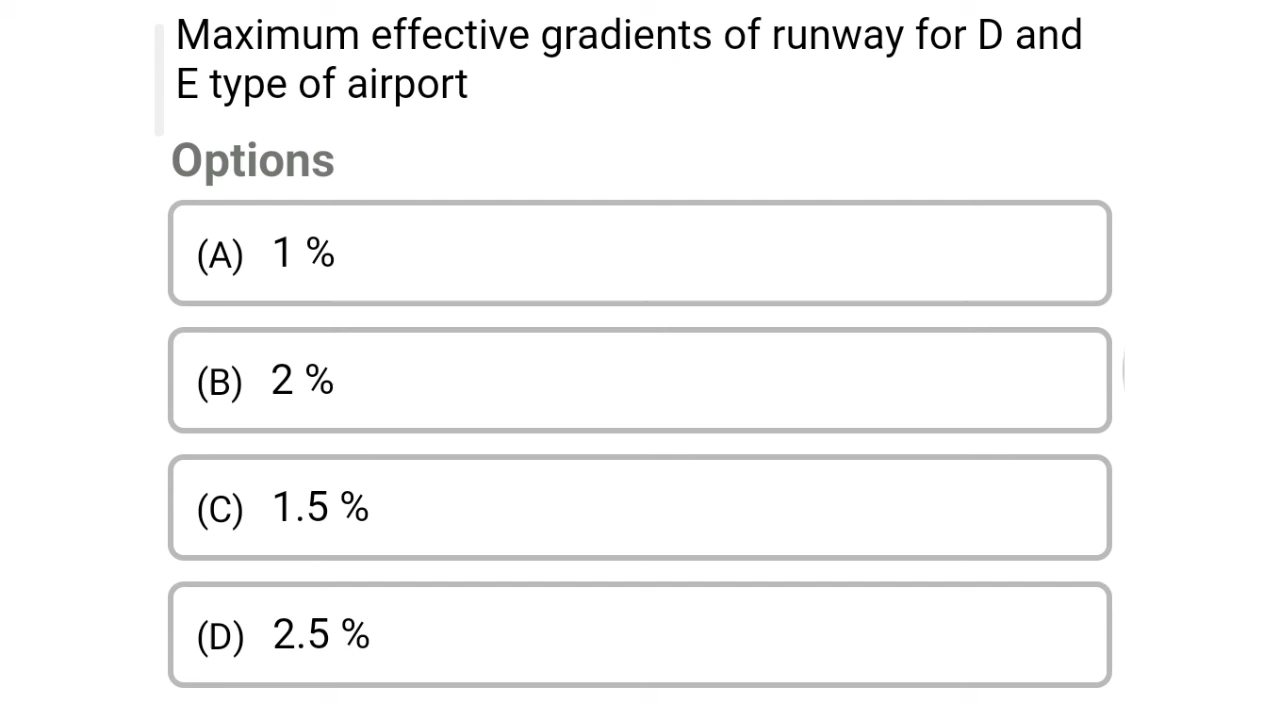 Maximum effective gradients of runway for D and
E type of airport
Options
(A) 1 %
(B) 2 %
(C) 1.5 %
(D) 2.5 %